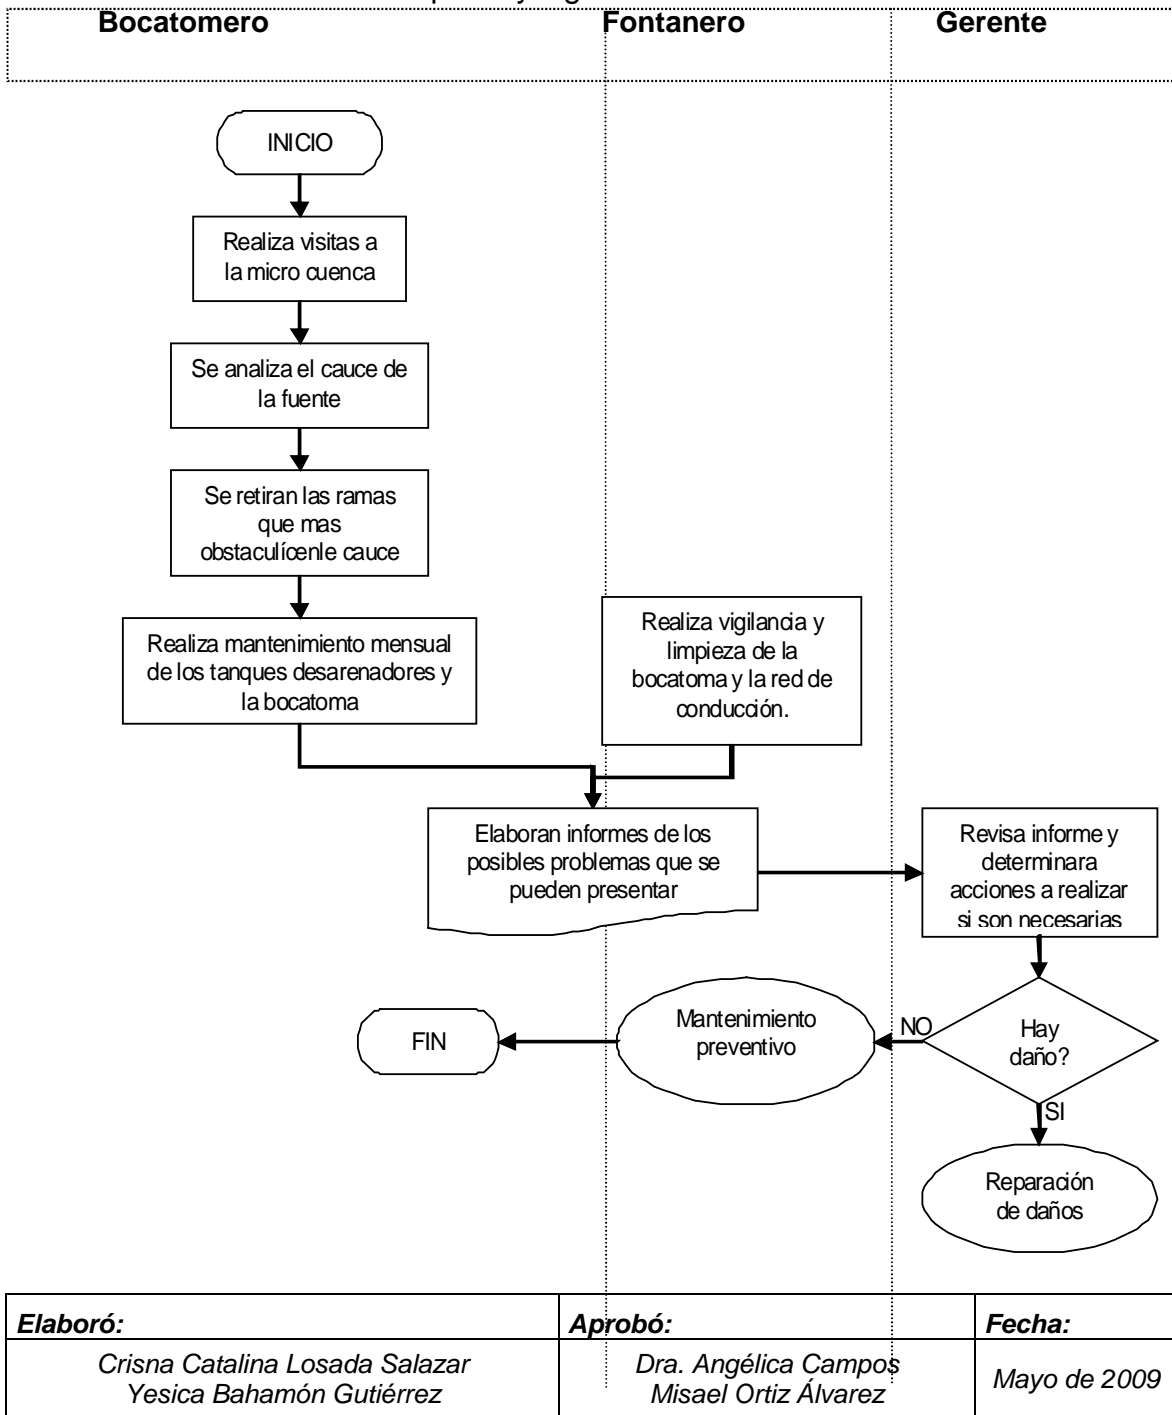 Bocatomero Fontanero Gerente
INICIO
Realiza visitas a
la micro cuenca
Se analiza el cauce de
la fuente
Se retiran las ramas
que mas
obstaculícenle cauce
Realiza mantenimiento mensual
de los tanques desarenadores y
la bocatoma
Realiza vigilancia y
limpieza de la
bocatoma y la red de
conducción.
Elaboran informes de los
posibles problemas que se
pueden presentar
Revisa informe y
determinara
acciones a realizar
si son necesarias
Hay
daño?
NO
Mantenimiento
preventivo
FIN
SI
Reparación
de daños
Elaboró: Aprobó: Fecha:
Crisna Catalina Losada Salazar
Yesica Bahamón Gutiérrez
Dra. Angélica Campos
Misael Ortiz Álvarez
Mayo de 2009